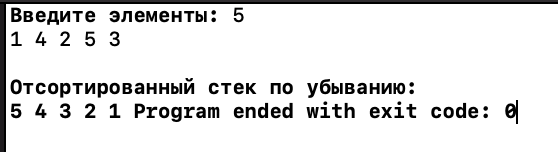 Введите элементы: 5
1 4 2 5 3
Отсортированный стек по убыванию:
5 4 3 2 1 Program ended with exit code: 0